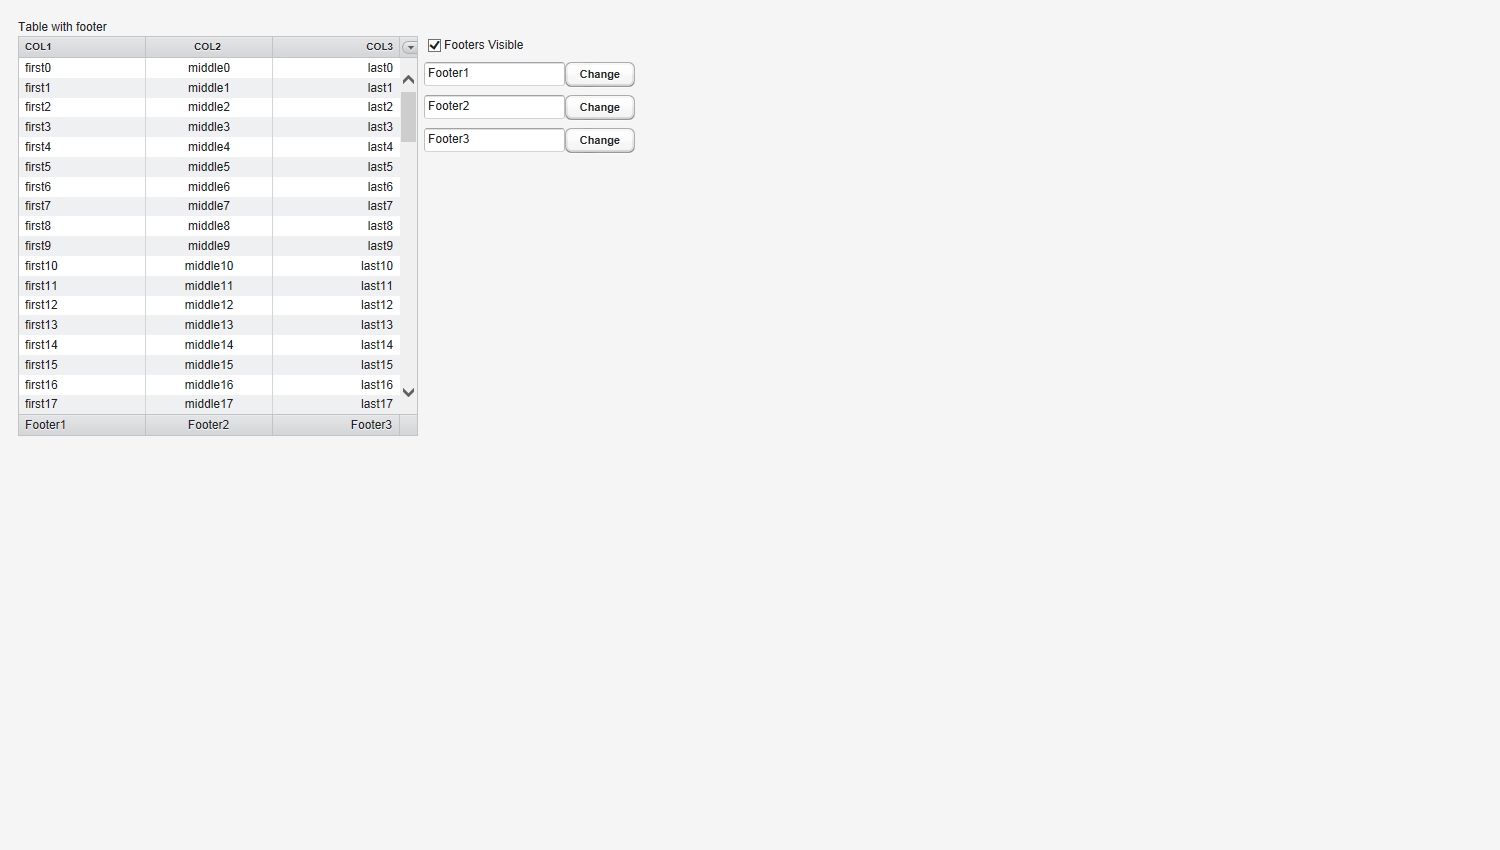 Table with footer
COL1 COL2 COL3
Footers Visible
first0 middle0 last0
Footer1 Change
first1 middle1 last1
first2 middle2 last2
Footer2 Change
first3 middle3 last3
Footer3 Change
first4 middle4 last4
first5 middle5 last5
first6 middle6 last6
first7 middle7 last7
first8 middle8 last8
first9 middle9 last9
first10 middle10 last10
first11 middle11 last11
first12 middle12 last12
first13 middle13 last13
first14 middle14 last14
first15 middle15 last15
first16 middle16 last16
first17 middle17 last17
Footer1 Footer2 Footer3